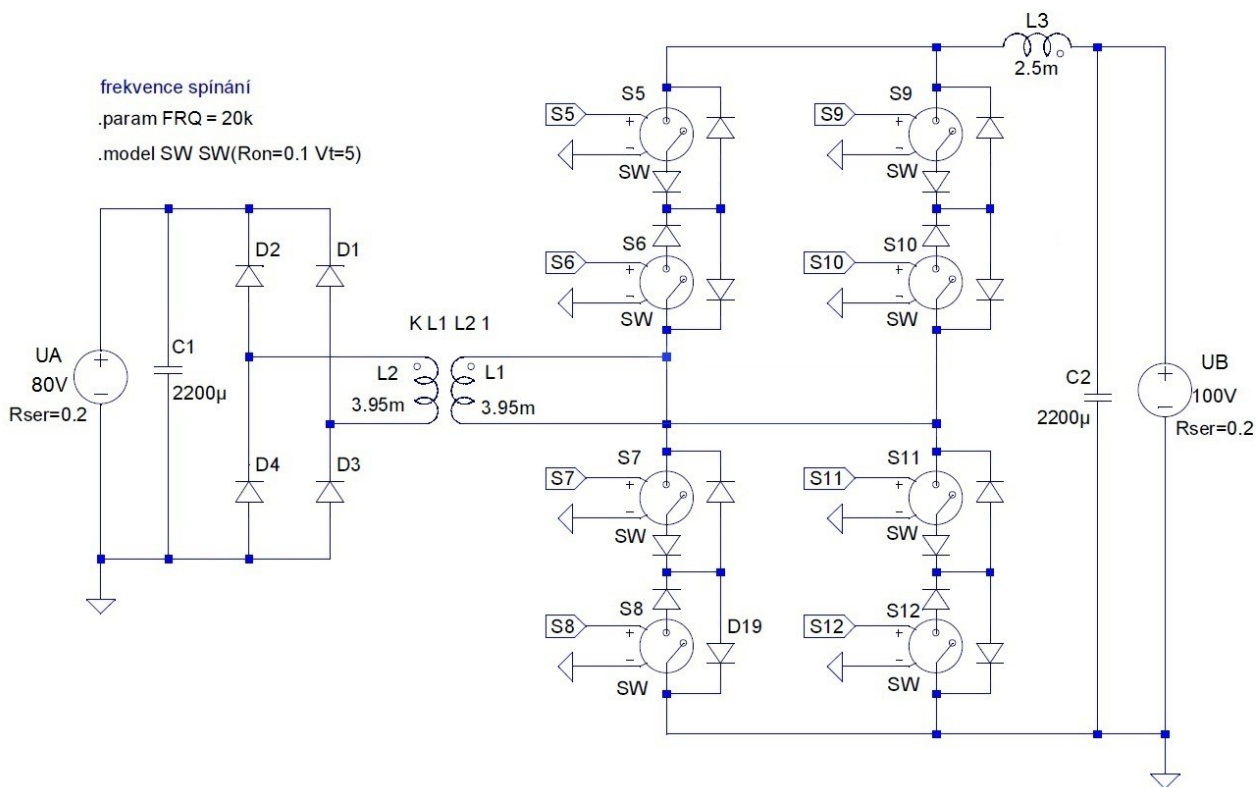 frekvence spínání
.param FRQ = 20k
.model SW SW(Ron=0.1 Vt=5)
L3
2.5m
S5
S5
+
-
SW
S9
S9
+
-
SW
S6
S6
+
-
SW
S10
S10
+
-
SW
D2
D1
K L1 L2 1
UA
80V
+
-
Rser=0.2
C1
2200µ
L2
3.95m
L1
3.95m
C2
2200µ
UB
100V
+
-
Rser=0.2
D4
D3
S7
S7
+
-
SW
S11
S11
+
-
SW
S8
S8
+
-
SW
D19
S12
S12
+
-
SW